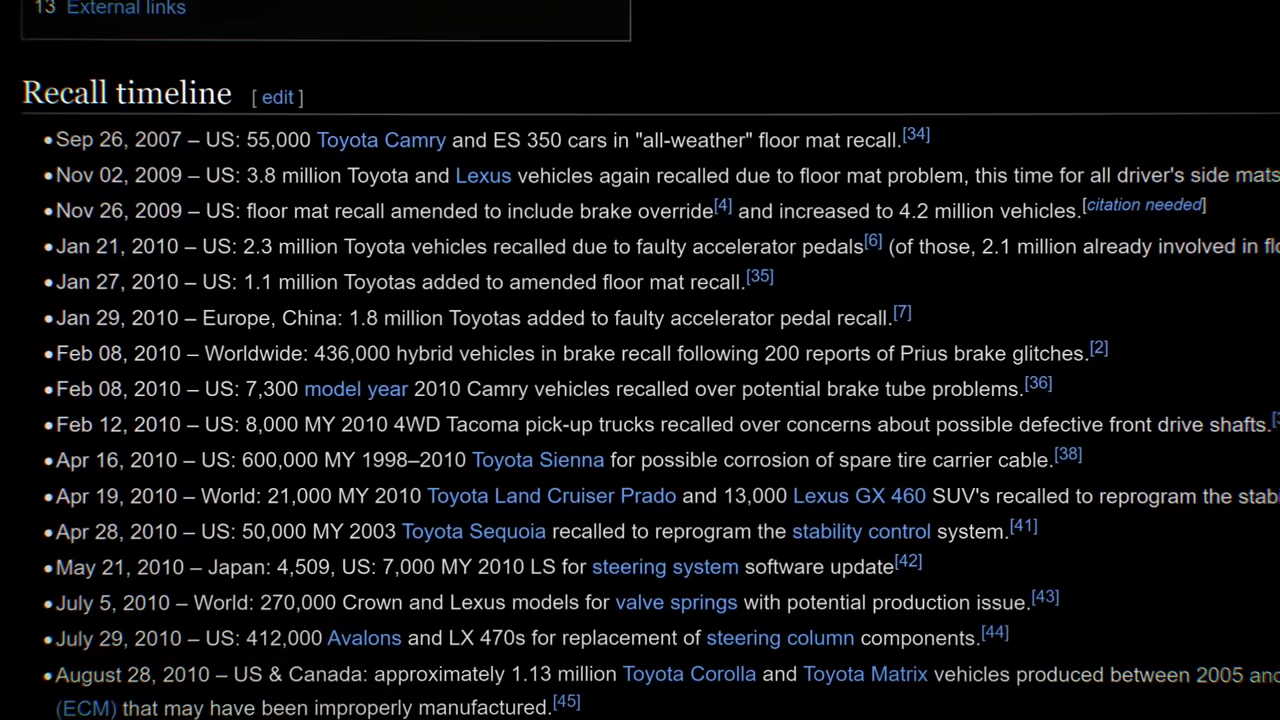 13 External links
Recall timeline [ edit ]
•Sep 26, 2007 – US: 55,000 Toyota Camry and ES 350 cars in "all-weather" floor mat recall.[34]
•Nov 02, 2009 – US: 3.8 million Toyota and Lexus vehicles again recalled due to floor mat problem, this time for all driver's side mats
•Nov 26, 2009 – US: floor mat recall amended to include brake override[4] and increased to 4.2 million vehicles.[citation needed]
•Jan 21, 2010 – US: 2.3 million Toyota vehicles recalled due to faulty accelerator pedals[6] (of those, 2.1 million already involved in
•Jan 27, 2010 – US: 1.1 million Toyotas added to amended floor mat recall.[35]
•Jan 29, 2010 – Europe, China: 1.8 million Toyotas added to faulty accelerator pedal recall.[7]
•Feb 08, 2010 – Worldwide: 436,000 hybrid vehicles in brake recall following 200 reports of Prius brake glitches.[2]
•Feb 08, 2010 – US: 7,300 model year 2010 Camry vehicles recalled over potential brake tube problems.[36]
•Feb 12, 2010 – US: 8,000 MY 2010 4WD Tacoma pick-up trucks recalled over concerns about possible defective front drive shafts.
•Apr 16, 2010 – US: 600,000 MY 1998–2010 Toyota Sienna for possible corrosion of spare tire carrier cable.[38]
•Apr 19, 2010 – World: 21,000 MY 2010 Toyota Land Cruiser Prado and 13,000 Lexus GX 460 SUV's recalled to reprogram the
•Apr 28, 2010 – US: 50,000 MY 2003 Toyota Sequoia recalled to reprogram the stability control system.[41]
•May 21, 2010 – Japan: 4,509, US: 7,000 MY 2010 LS for steering system software update[42]
•July 5, 2010 – World: 270,000 Crown and Lexus models for valve springs with potential production issue.[43]
•July 29, 2010 – US: 412,000 Avalons and LX 470s for replacement of steering column components.[44]
•August 28, 2010 – US & Canada: approximately 1.13 million Toyota Corolla and Toyota Matrix vehicles produced between 2005 and
(ECM) that may have been improperly manufactured.[45]